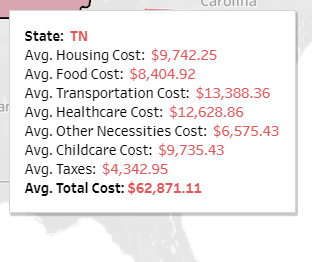 Carolina
State: TN
Avg. Housing Cost: $9,742.25
Avg. Food Cost: $8,404.92
Avg. Transportation Cost: $13,388.36
Avg. Healthcare Cost: $12,628.86
Avg. Other Necessities Cost: $6,575.43
Avg. Childcare Cost: $9,735.43
Avg. Taxes: $4,342.95
Avg. Total Cost: $62,871.11